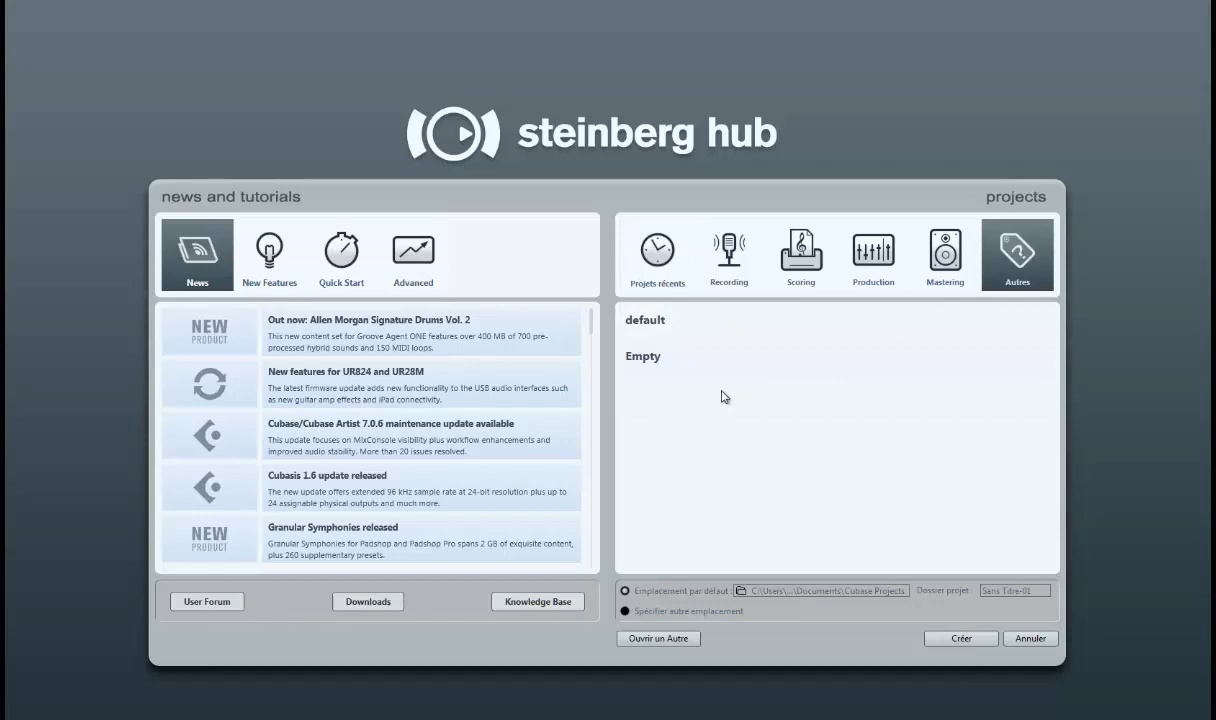 steinberg hub
news and tutorials
projects
News
New Features
Quick Start
Advanced
Projets récents
Recording
Scoring
Production
Mastering
Autres
NEW
PRODUCT
Out now: Allen Morgan Signature Drums Vol. 2
This new content set for Groove Agent ONE features over 400 MB of 700 pre-
processed hybrid sounds and 150 MIDI loops.
New features for UR824 and UR28M
The latest firmware update adds new functionality to the USB audio interfaces such
as new guitar amp effects and iPad connectivity.
Cubase/Cubase Artist 7.0.6 maintenance update available
This update focuses on MixConsole visibility plus workflow enhancements and
improved audio stability. More than 20 issues resolved.
Cubasis 1.6 update released
The new update offers extended 96 kHz sample rate at 24-bit resolution plus up to
24 assignable physical outputs and much more.
NEW
PRODUCT
Granular Symphonies released
Granular Symphonies for Padshop and Padshop Pro spans 2 GB of exquisite content,
plus 260 supplementary presets.
default
Empty
User Forum
Downloads
Knowledge Base
Emplacement par défaut : C:\Users\...\Documents\Cubase Projects
Dossier projet : Sans Titre-01
Spécifier autre emplacement
Ouvrir un Autre
Créer
Annuler